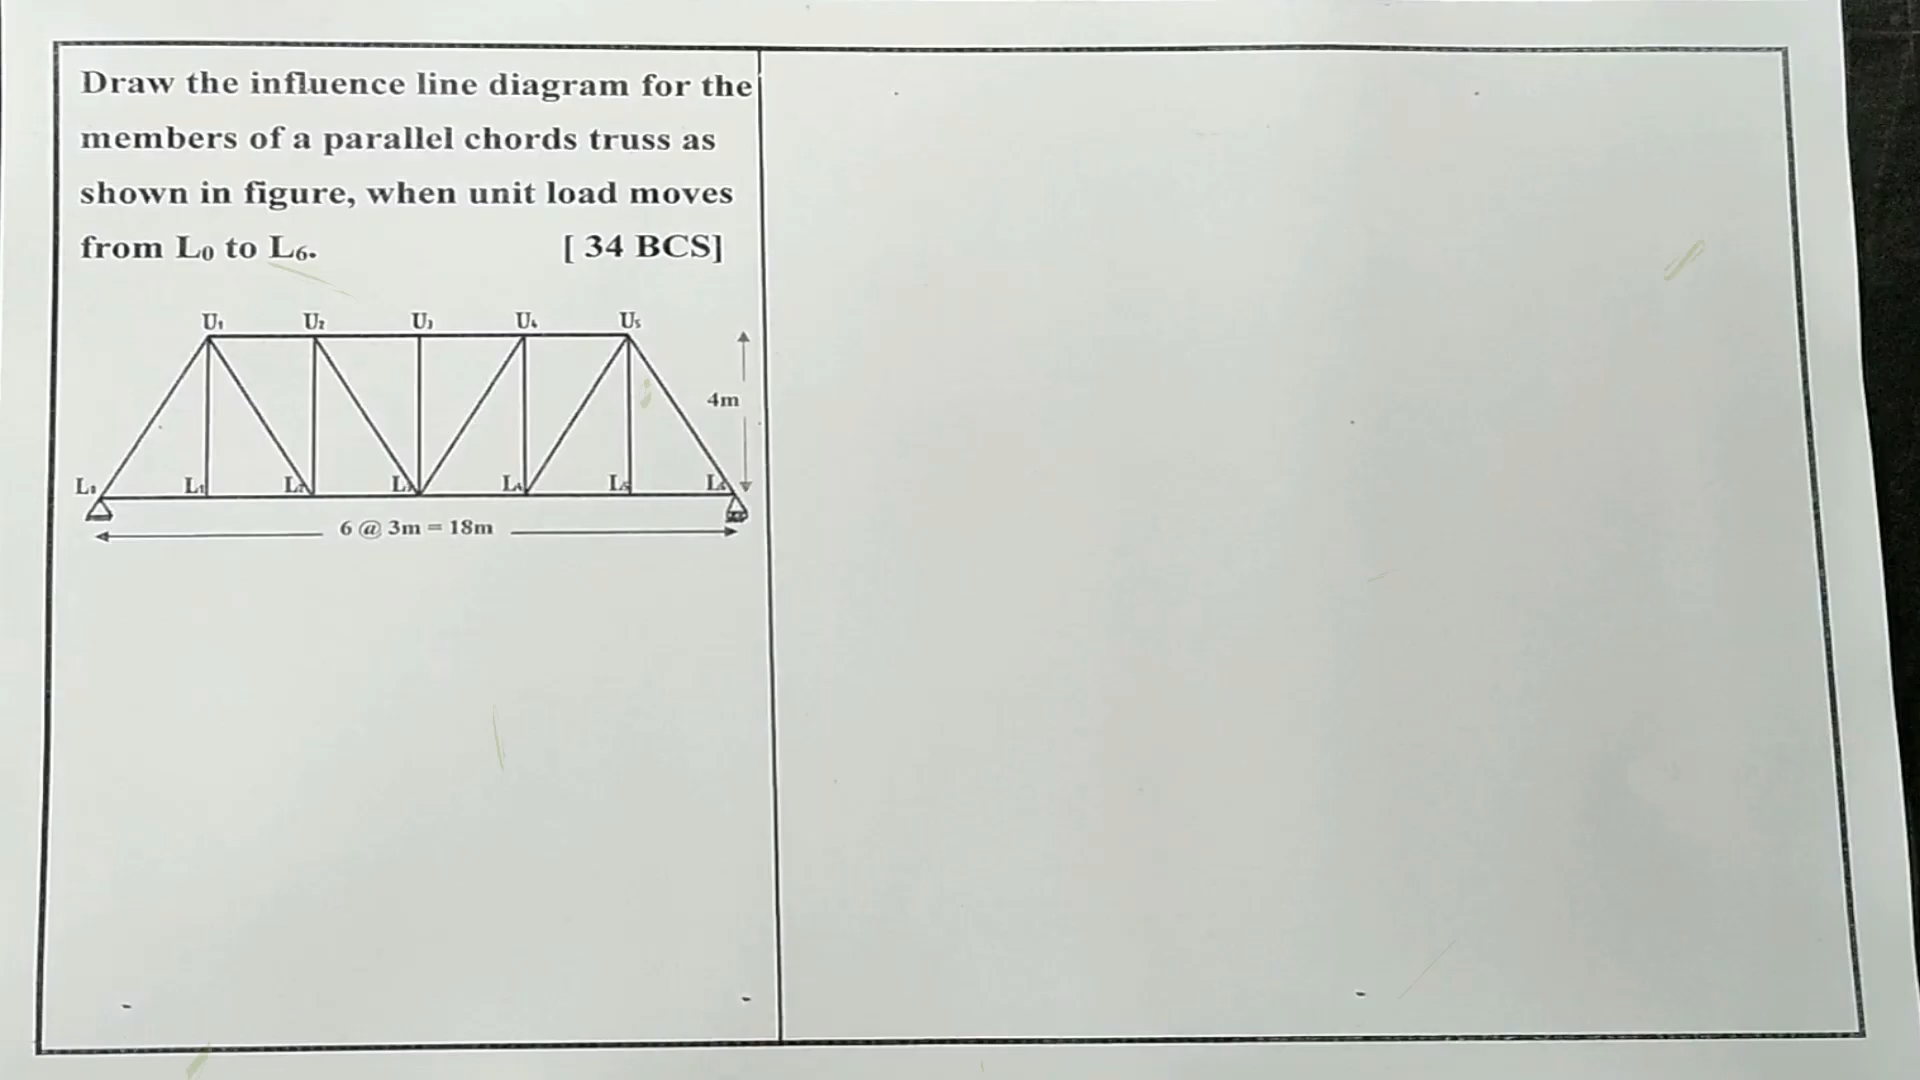 Draw the influence line diagram for the
members of a parallel chords truss as
shown in figure, when unit load moves
from L₀ to L₆. [ 34 BCS]
U₁ U₂ U₃ U₄ U₅
4m
L₀ L₁ L₂ L₃ L₄ L₅ L₆
6 @ 3m = 18m